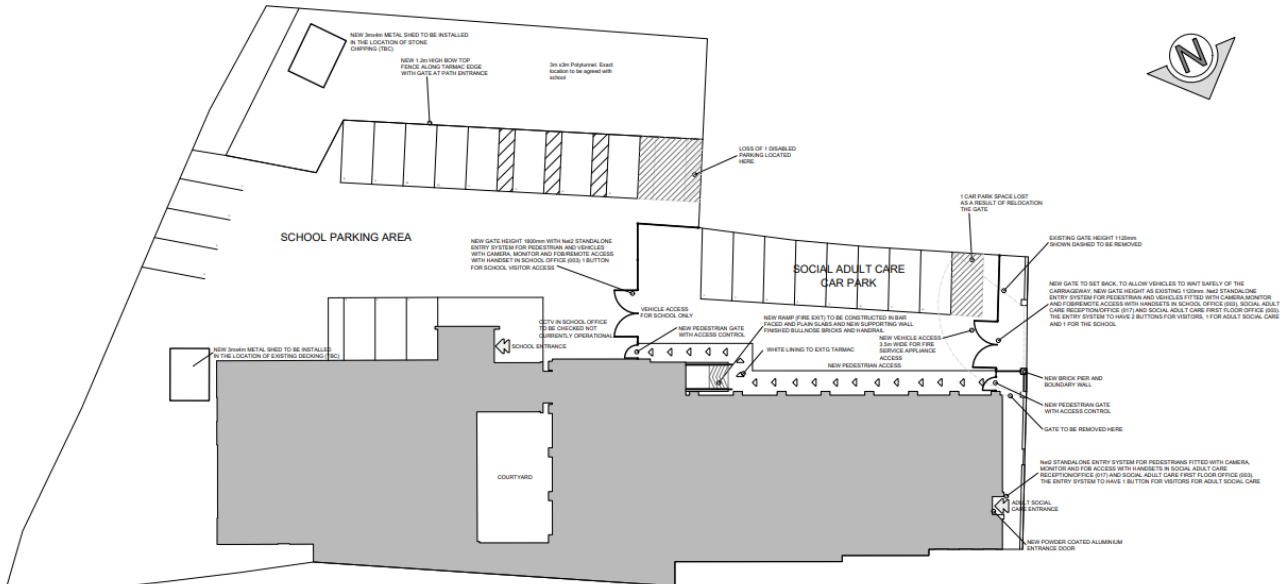 NEW 3mx4m METAL SHED TO BE INSTALLED
IN THE LOCATION OF STONE
CHIPPING (TBC)
NEW 1.2m HIGH BOW TOP
FENCE ALONG TARMAC EDGE
WITH GATE AT PATH ENTRANCE
3m x3m Polytunnel. Exact
location to be agreed with
school
N
LOSS OF 1 DISABLED
PARKING LOCATED
HERE
1 CAR PARK SPACE LOST
AS A RESULT OF RELOCATION
THE GATE
SCHOOL PARKING AREA
NEW GATE HEIGHT 1800mm WITH Net2 STANDALONE
ENTRY SYSTEM FOR PEDESTRIAN AND VEHICLES
WITH CAMERA, MONITOR AND FOB/REMOTE ACCESS
WITH HANDSET IN SCHOOL OFFICE (003) 1 BUTTON
FOR SCHOOL VISITOR ACCESS
EXISTING GATE HEIGHT 1120mm
SHOWN DASHED TO BE REMOVED
SOCIAL ADULT CARE
CAR PARK
NEW GATE TO SET BACK, TO ALLOW VEHICLES TO WAIT SAFELY OF THE
CARRIAGEWAY. NEW GATE HEIGHT AS EXISTING 1120mm. Net2 STANDALONE
ENTRY SYSTEM FOR PEDESTRIAN AND VEHICLES FITTED WITH CAMERA,MONITOR
AND FOB/REMOTE ACCESS WITH HANDSETS IN SCHOOL OFFICE (003), SOCIAL ADULT
CARE RECEPTION (017) AND SOCIAL ADULT CARE FIRST FLOOR OFFICE (003).
THE ENTRY SYSTEM TO HAVE 2 BUTTONS FOR VISITORS, 1 FOR ADULT SOCIAL CARE
AND 1 FOR THE SCHOOL
VEHICLE ACCESS
FOR SCHOOL ONLY
CCTV IN SCHOOL OFFICE
TO BE CHECKED NOT
CURRENTLY OPERATIONAL
SCHOOL ENTRANCE
NEW PEDESTRIAN GATE
WITH ACCESS CONTROL
NEW RAMP (FIRE EXIT) TO BE CONSTRUCTED IN BAR
FACED AND PLAIN SLABS AND NEW SUPPORTING WALL
FINISHED BULLNOSE BRICKS AND HANDRAIL
NEW VEHICLE ACCESS
3.5m WIDE FOR FIRE
SERVICE APPLIANCE
ACCESS
WHITE LINING TO EXTG TARMAC
NEW PEDESTRIAN ACCESS
NEW 3mx4m METAL SHED TO BE INSTALLED
IN THE LOCATION OF EXISTING DECKING (TBC)
NEW BRICK PIER AND
BOUNDARY WALL
NEW PEDESTRIAN GATE
WITH ACCESS CONTROL
GATE TO BE REMOVED HERE
COURTYARD
Net2 STANDALONE ENTRY SYSTEM FOR PEDESTRIANS FITTED WITH CAMERA,
MONITOR AND FOB ACCESS WITH HANDSETS IN SOCIAL ADULT CARE
RECEPTION/OFFICE (017) AND SOCIAL ADULT CARE FIRST FLOOR OFFICE (003).
THE ENTRY SYSTEM TO HAVE 1 BUTTON FOR VISITORS FOR ADULT SOCIAL CARE
ADULT SOCIAL
CARE ENTRANCE
NEW POWDER COATED ALUMINIUM
ENTRANCE DOOR